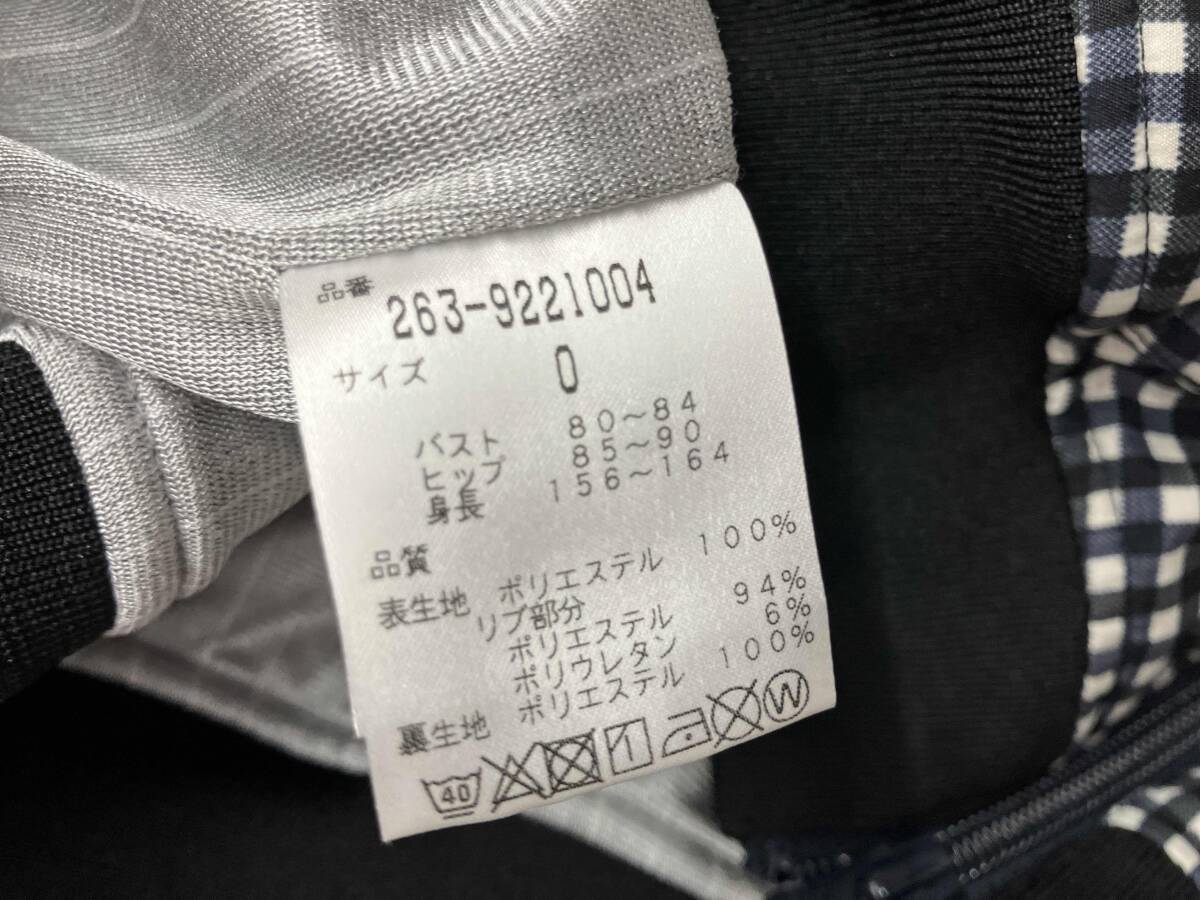 品番 263-9221004
サイズ 0
バスト 80～84
ヒップ 85～90
身長 156～164
品質
表生地 ポリエステル 100%
リブ部分
ポリエステル 94%
ポリウレタン 6%
裏生地 ポリエステル 100%
40 W